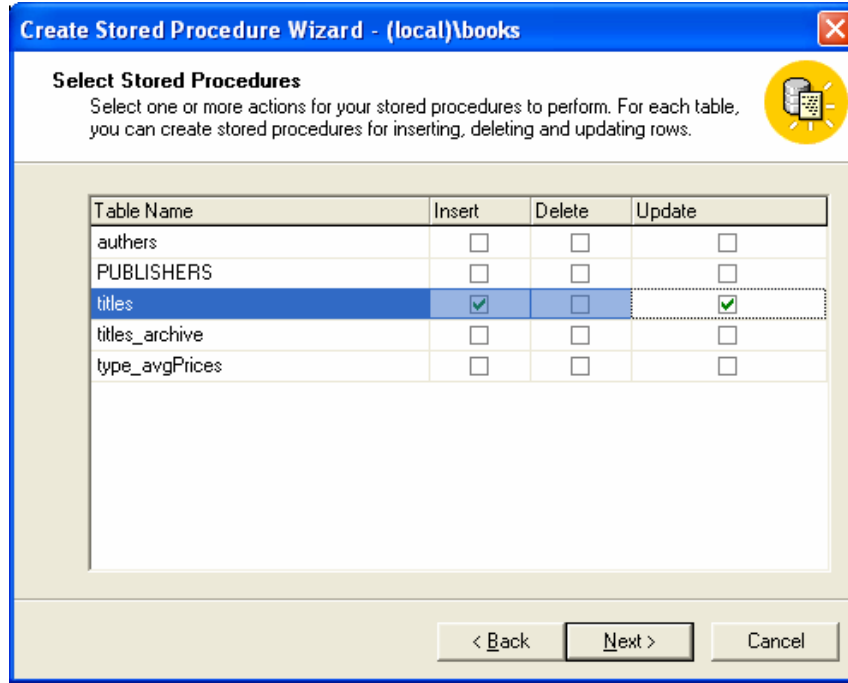 Create Stored Procedure Wizard - (local)\books
Select Stored Procedures
Select one or more actions for your stored procedures to perform. For each table,
you can create stored procedures for inserting, deleting and updating rows.
Table Name Insert Delete Update
authers
PUBLISHERS
titles
titles_archive
type_avgPrices
< Back Next > Cancel